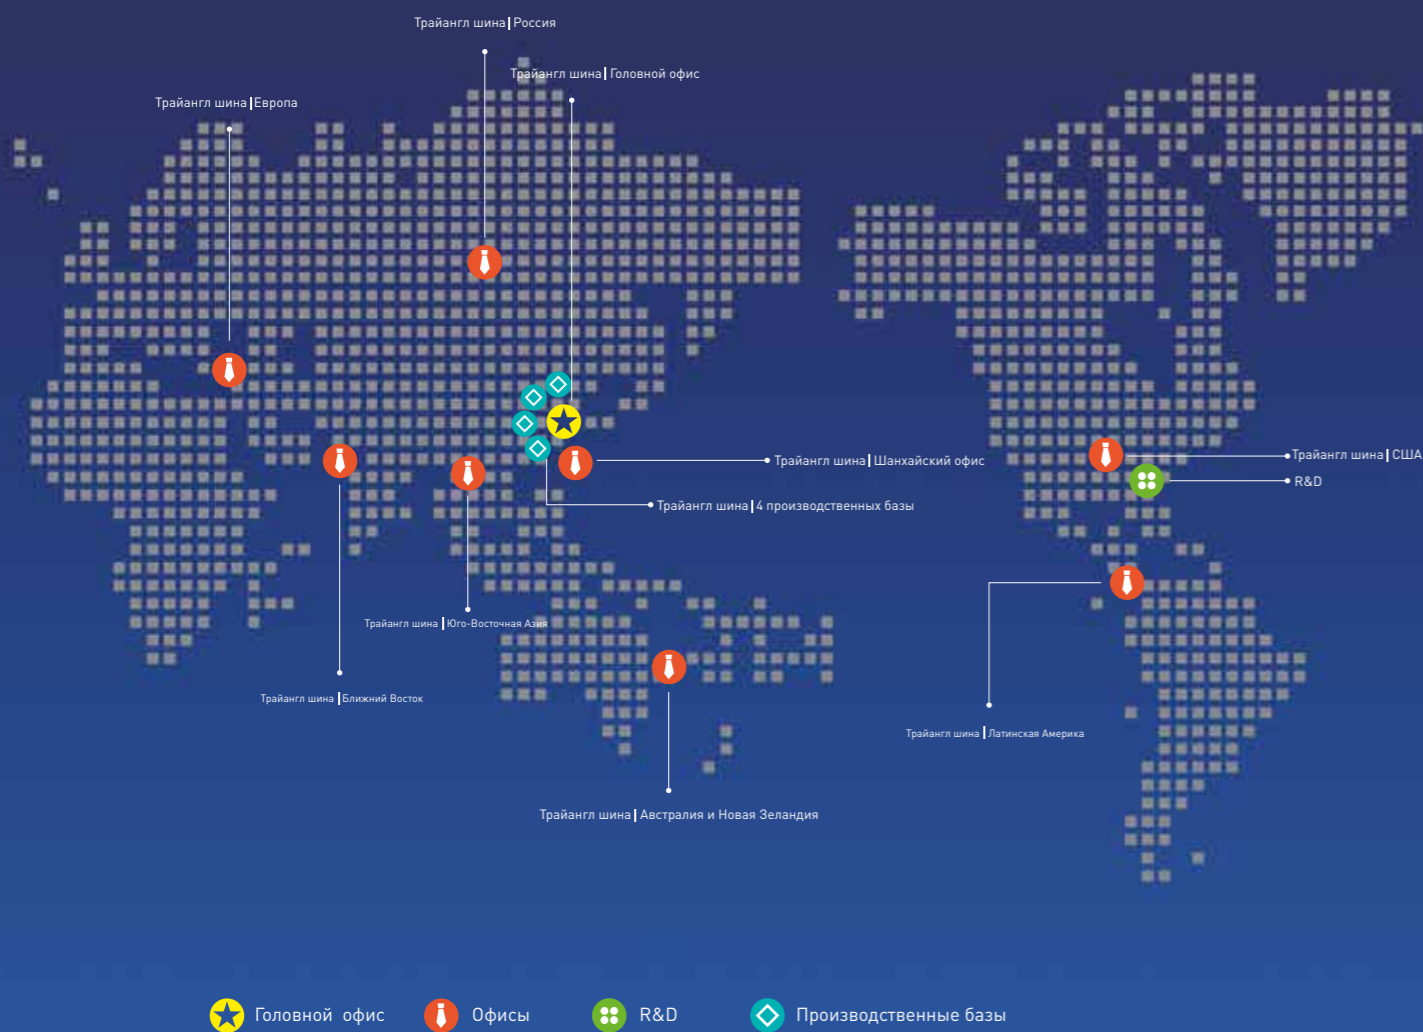 Трайангл шина|Россия
Трайангл шина|Головной офис
Трайангл шина|Европа
Трайангл шина|Шанхайский офис
Трайангл шина|США
R&D
Трайангл шина|4 производственных базы
Трайангл шина|Юго-Восточная Азия
Трайангл шина|Ближний Восток
Трайангл шина|Латинская Америка
Трайангл шина|Австралия и Новая Зеландия
Головной офис
Офисы
R&D
Производственные базы